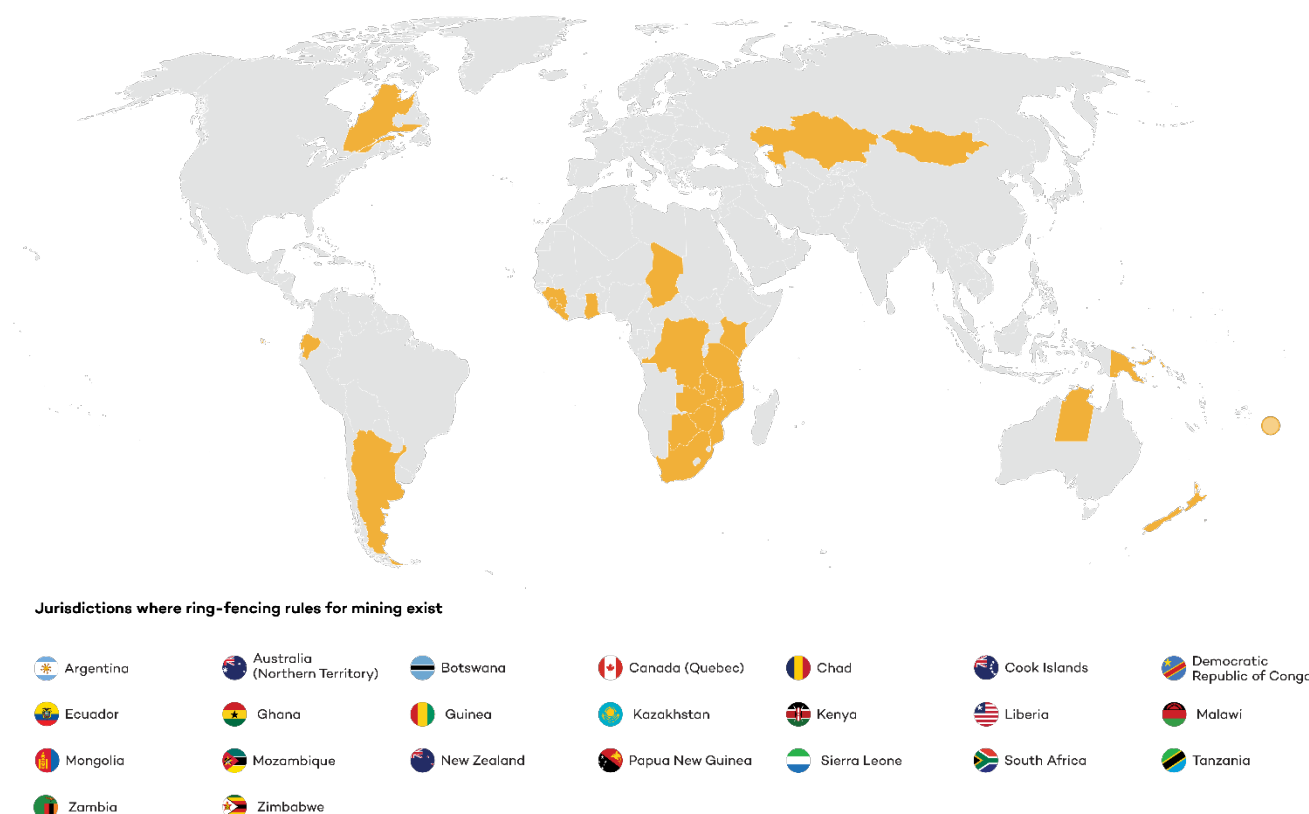 Jurisdictions where ring-fencing rules for mining exist
Argentina
Australia
(Northern Territory)
Botswana
Canada (Quebec)
Chad
Cook Islands
Democratic
Republic of Congo
Ecuador
Ghana
Guinea
Kazakhstan
Kenya
Liberia
Malawi
Mongolia
Mozambique
New Zealand
Papua New Guinea
Sierra Leone
South Africa
Tanzania
Zambia
Zimbabwe